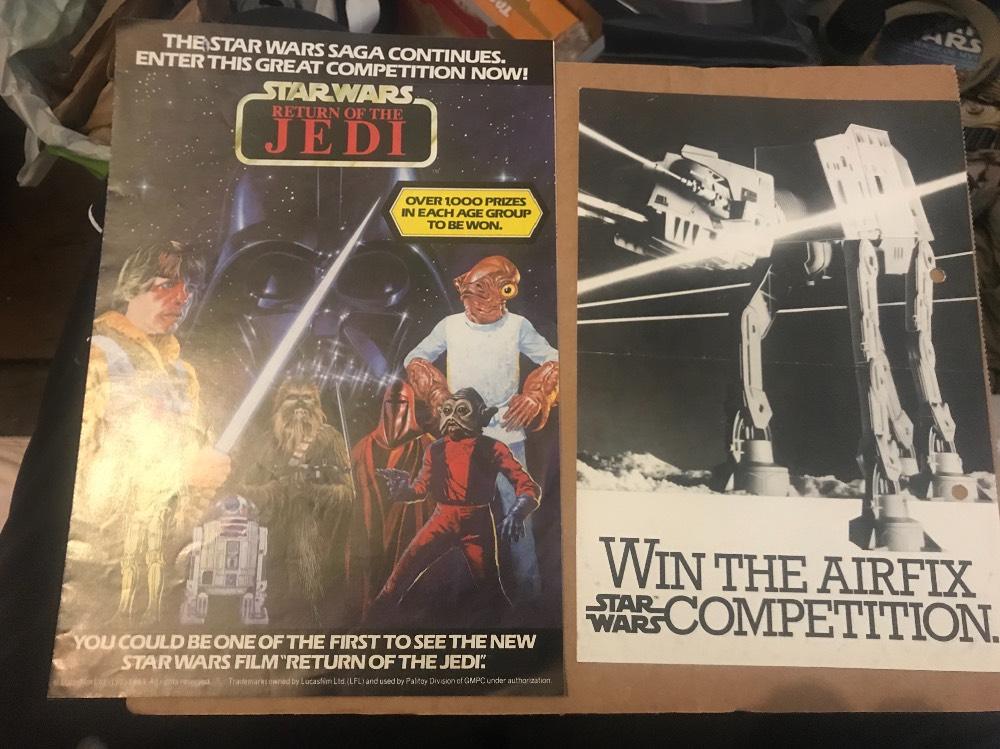 THE STAR WARS SAGA CONTINUES.
ENTER THIS GREAT COMPETITION NOW!
STAR WARS
RETURN OF THE
JEDI
OVER 1,000 PRIZES
IN EACH AGE GROUP
TO BE WON.
YOU COULD BE ONE OF THE FIRST TO SEE THE NEW
STAR WARS FILM "RETURN OF THE JEDI".
All rights reserved. Trademarks owned by Lucasfilm Ltd. (LFL) and used by Palitoy Division of GMPC under authorization.
WIN THE AIRFIX
STAR WARS COMPETITION.